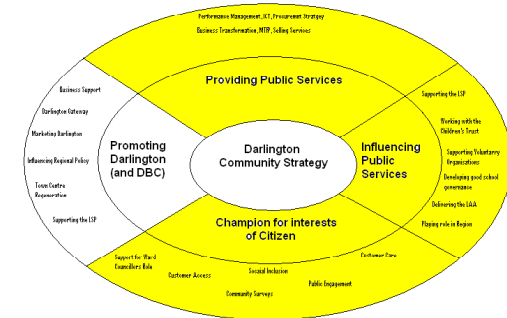 Performance Management, ICT, Procurement Stratgey
Business Transformation, MTFP, Selling Services
Providing Public Services
Business Support
Darlington Gateway
Marketing Darlington
Influencing Regional Policy
Town Centre
Regeneration
Supporting the LSP
Promoting
Darlington
(and DBC)
Darlington
Community Strategy
Influencing
Public
Services
Supporting the LSP
Working with the
Children's Trust
Supporting Voluntarry
Organisations
Developing good school
governance
Delivering the LAA
Playing role in Region
Champion for interests
of Citizen
Support for Ward
Councillors Role
Customer Access
Socaial Inclusion
Customer Care
Community Surveys
Public Engagement